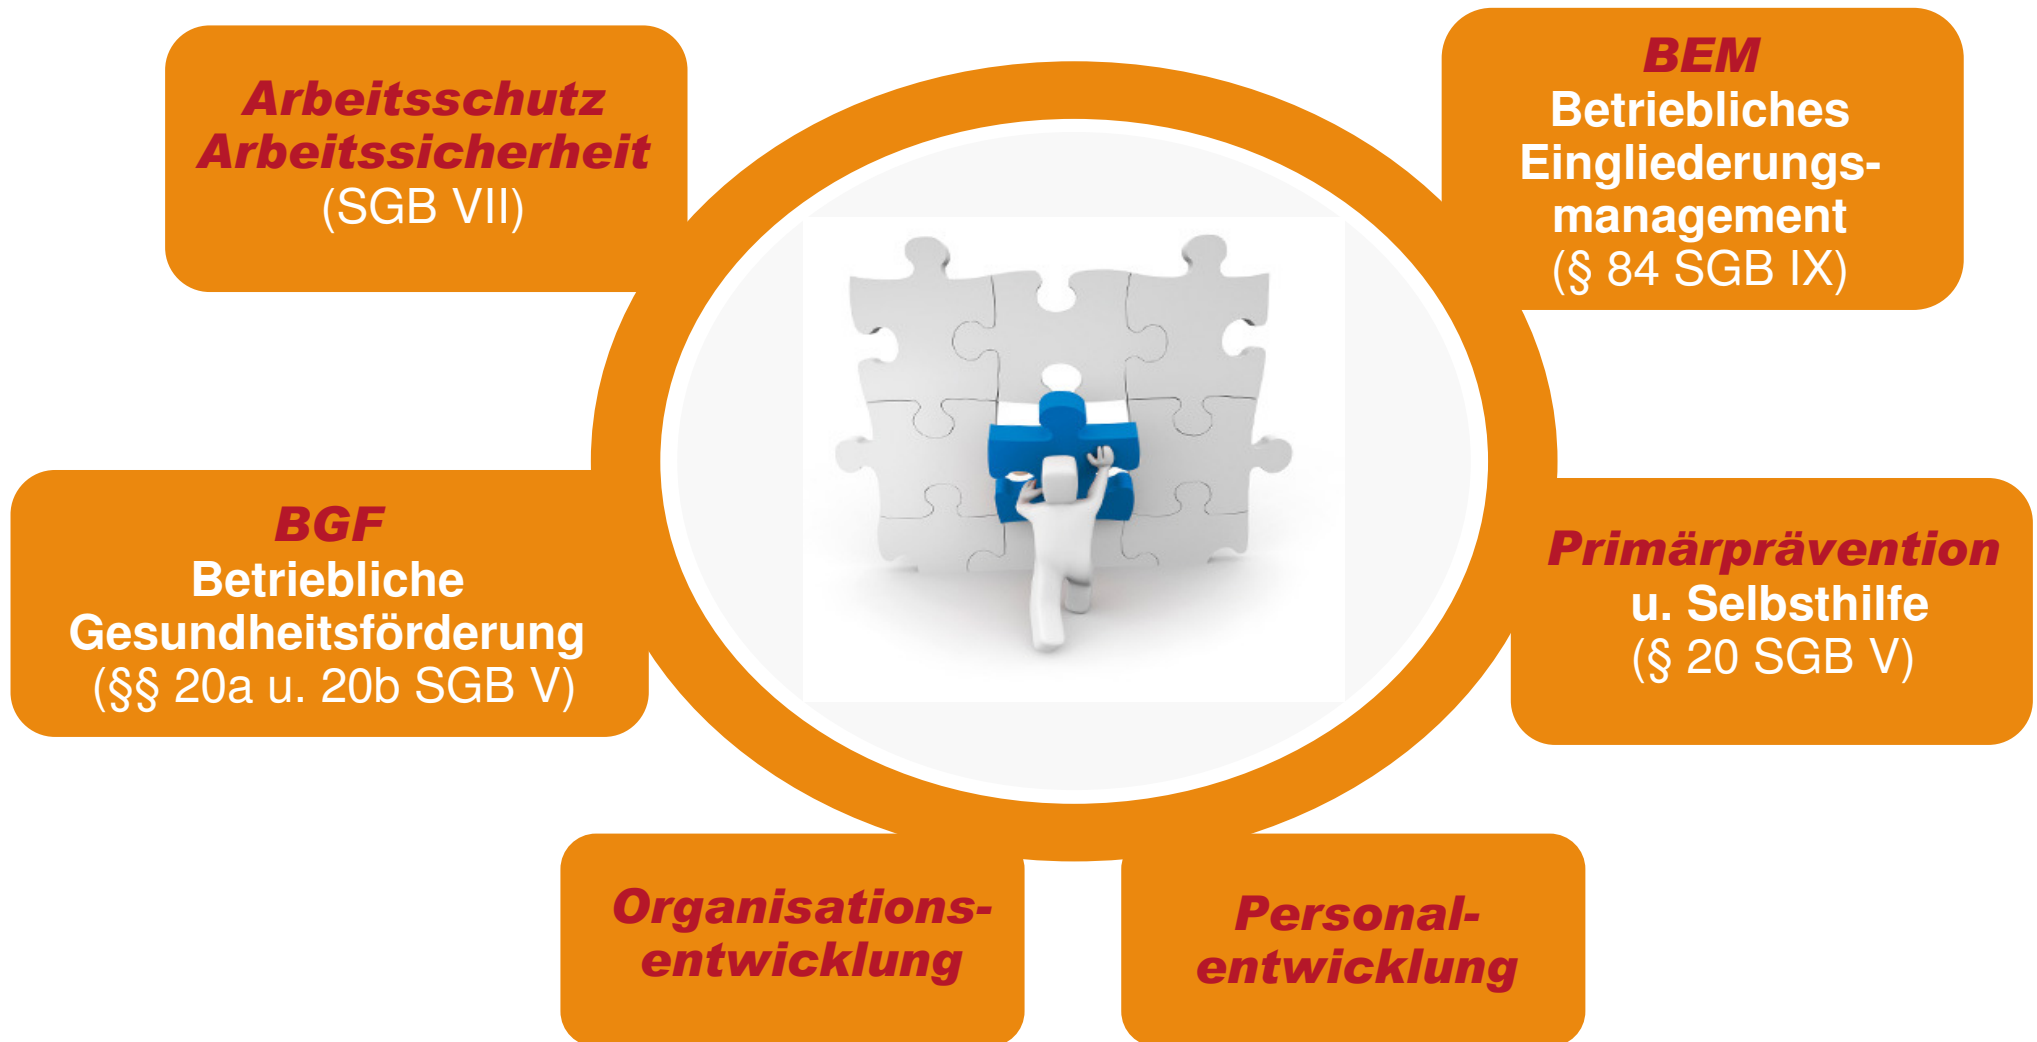 Arbeitsschutz
Arbeitssicherheit
(SGB VII)
BEM
Betriebliches
Eingliederungs-
management
(§ 84 SGB IX)
BGF
Betriebliche
Gesundheitsförderung
(§§ 20a u. 20b SGB V)
Primärprävention
u. Selbsthilfe
(§ 20 SGB V)
Organisations-
entwicklung
Personal-
entwicklung